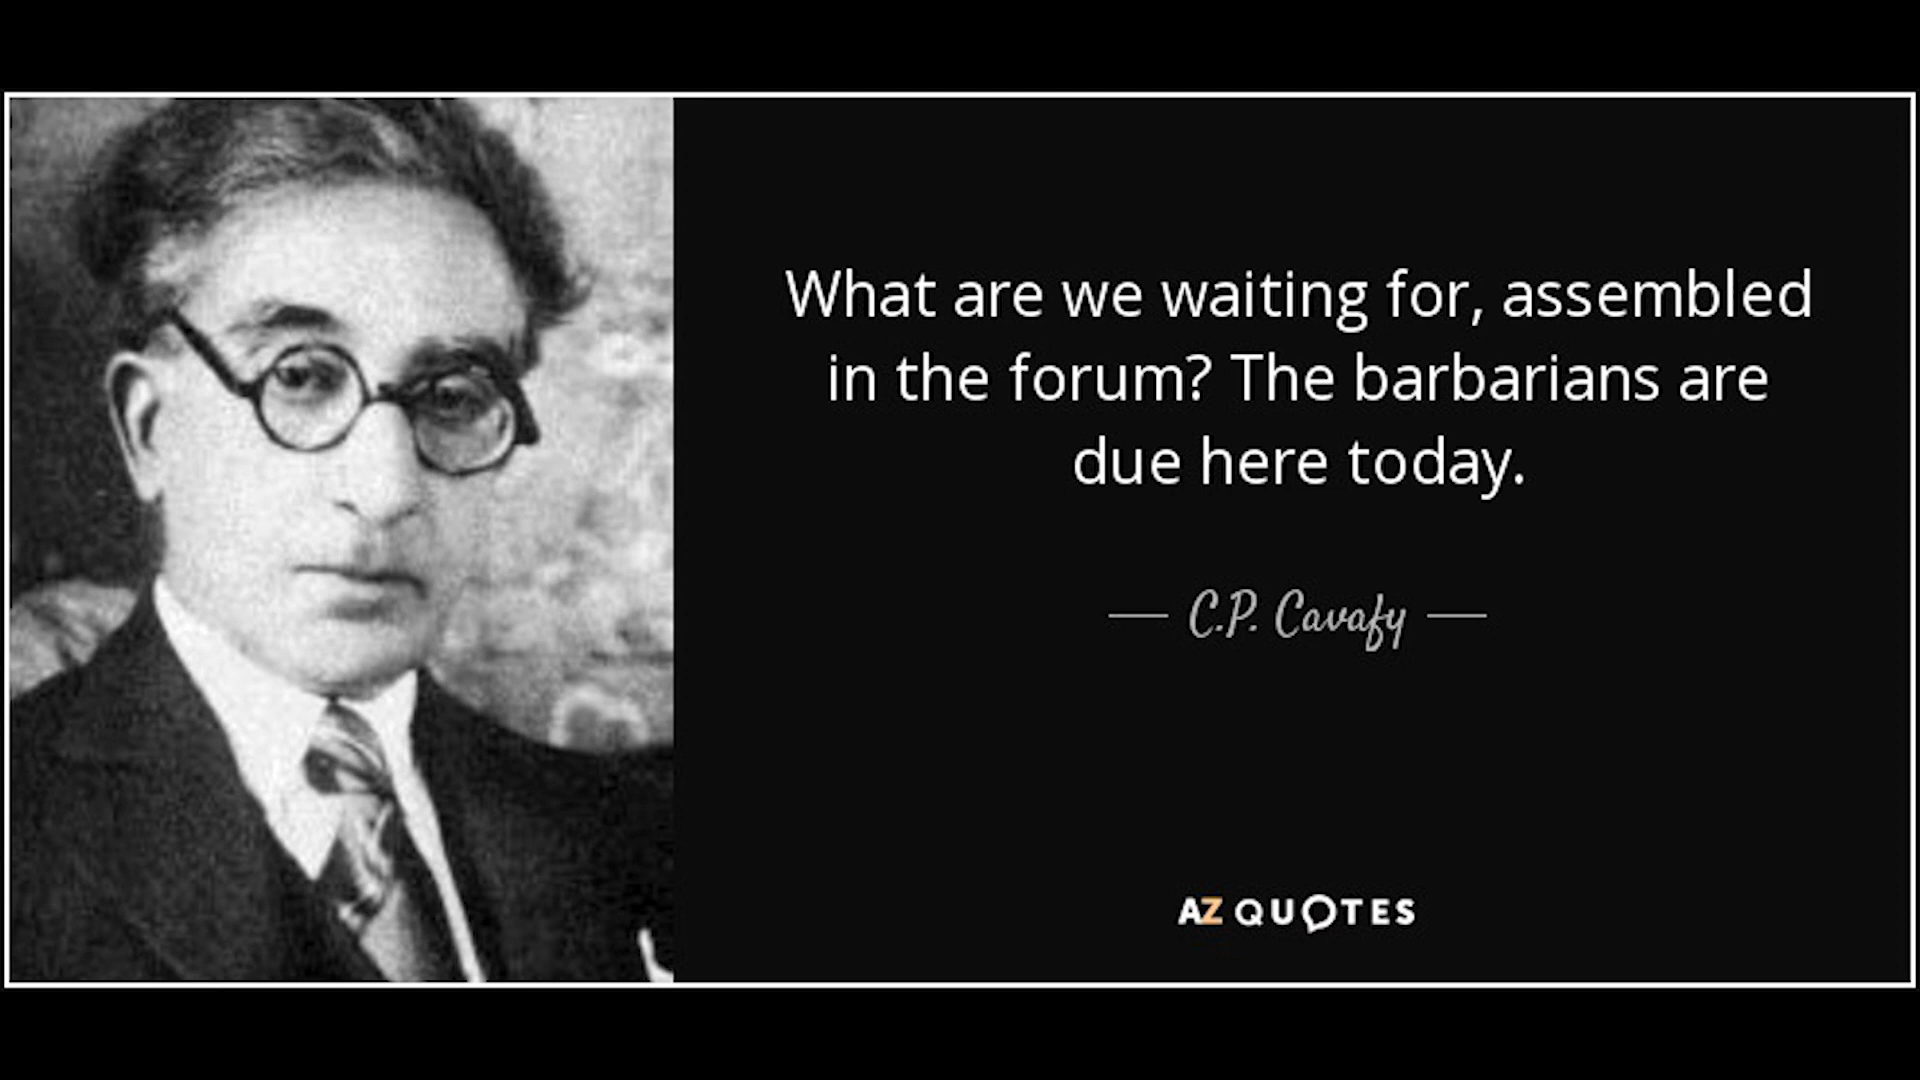 What are we waiting for, assembled
in the forum? The barbarians are
due here today.
— C.P. Cavafy —
AZ QUOTES